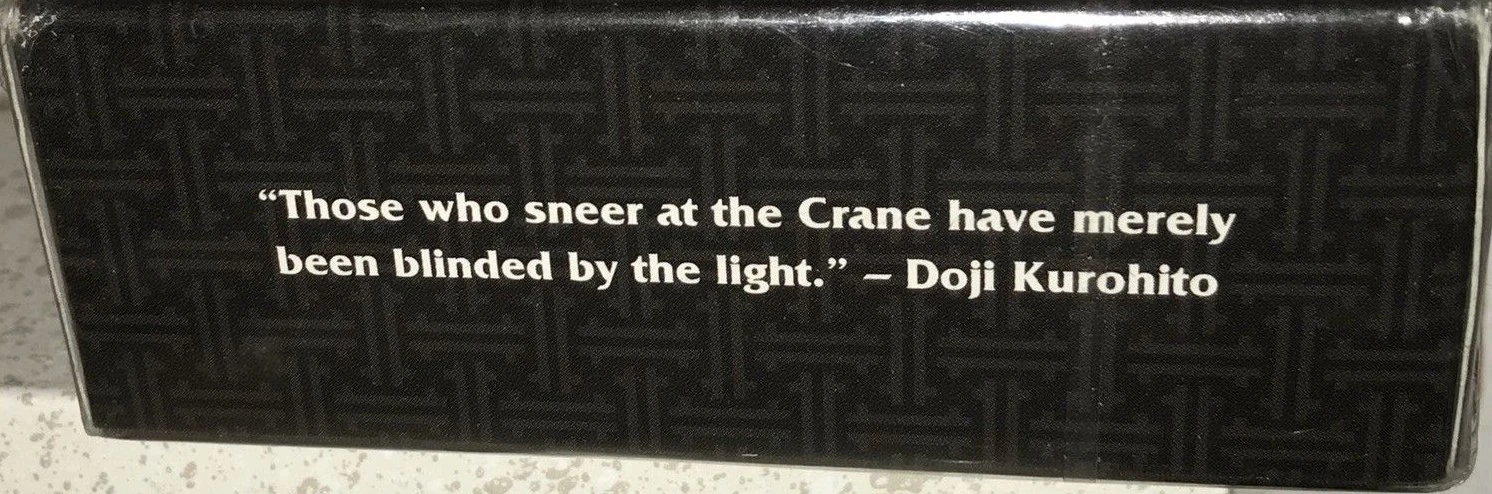 “Those who sneer at the Crane have merely
been blinded by the light.” – Doji Kurohito